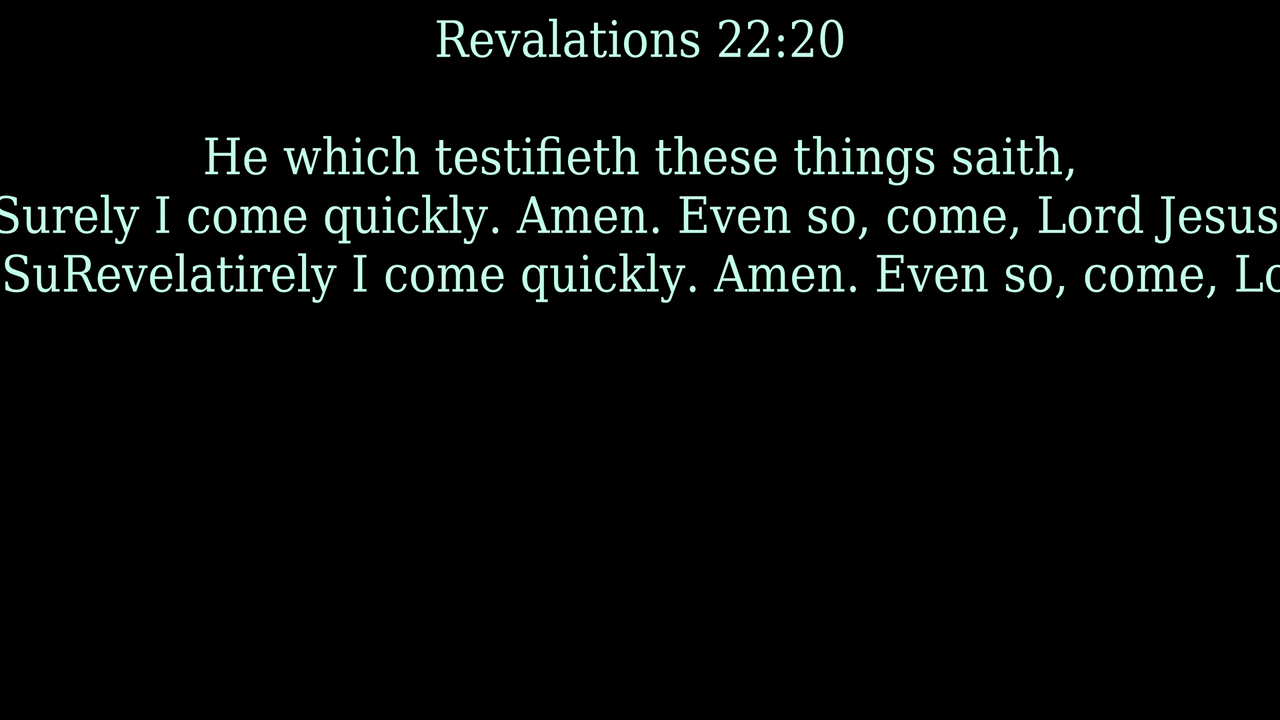 Revalations 22:20
He which testifieth these things saith,
Surely I come quickly. Amen. Even so, come, Lord Jesus
SuRevelatirely I come quickly. Amen. Even so, come,